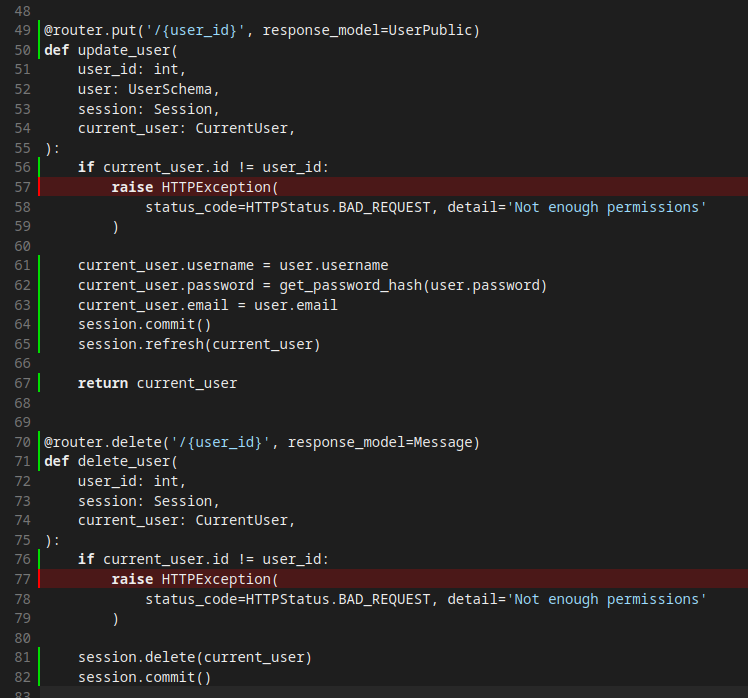 48
49 @router.put('/{user_id}', response_model=UserPublic)
50 def update_user(
51     user_id: int,
52     user: UserSchema,
53     session: Session,
54     current_user: CurrentUser,
55 ):
56     if current_user.id != user_id:
57         raise HTTPException(
58             status_code=HTTPStatus.BAD_REQUEST, detail='Not enough permissions'
59         )
60
61     current_user.username = user.username
62     current_user.password = get_password_hash(user.password)
63     current_user.email = user.email
64     session.commit()
65     session.refresh(current_user)
66
67     return current_user
68
69
70 @router.delete('/{user_id}', response_model=Message)
71 def delete_user(
72     user_id: int,
73     session: Session,
74     current_user: CurrentUser,
75 ):
76     if current_user.id != user_id:
77         raise HTTPException(
78             status_code=HTTPStatus.BAD_REQUEST, detail='Not enough permissions'
79         )
80
81     session.delete(current_user)
82     session.commit()
83